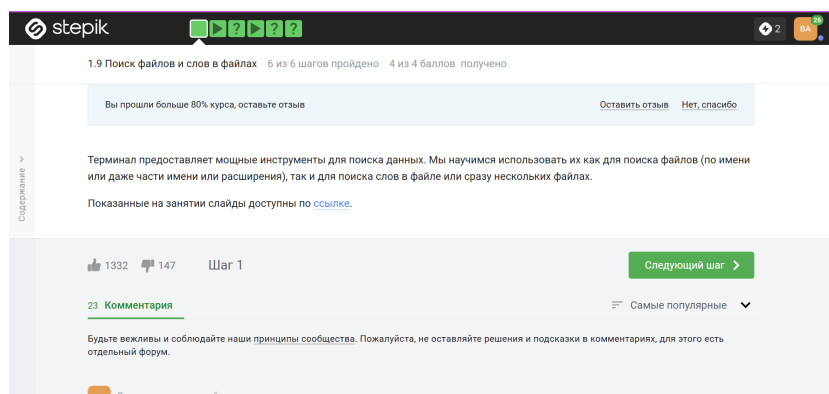 stepik
? ?
?
2
BA
26
1.9 Поиск файлов и слов в файлах 6 из 6 шагов пройдено 4 из 4 баллов получено
Вы прошли больше 80% курса, оставьте отзыв
Оставить отзыв Нет, спасибо
Содержание
Терминал предоставляет мощные инструменты для поиска данных. Мы научимся использовать их как для поиска файлов (по имени
или даже части имени или расширения), так и для поиска слов в файле или сразу нескольких файлах.
Показанные на занятии слайды доступны по ссылке.
1332 147 Шаг 1
Следующий шаг
23 Комментария
Самые популярные
Будьте вежливы и соблюдайте наши принципы сообщества. Пожалуйста, не оставляйте решения и подсказки в комментариях, для этого есть
отдельный форум.